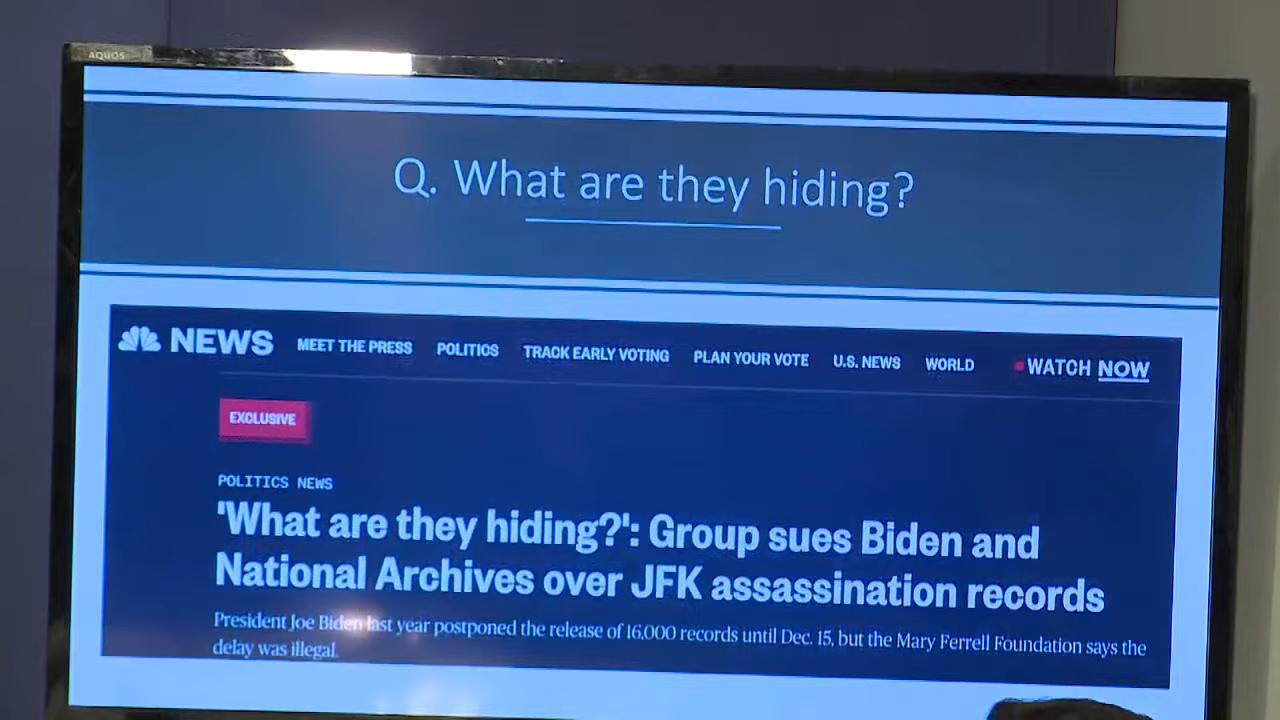 AQUOS
Q. What are they hiding?
NEWS MEET THE PRESS POLITICS TRACK EARLY VOTING PLAN YOUR VOTE U.S. NEWS WORLD WATCH NOW
EXCLUSIVE
POLITICS NEWS
'What are they hiding?': Group sues Biden and
National Archives over JFK assassination records
President Joe Biden last year postponed the release of 16,000 records until Dec. 15, but the Mary Ferrell Foundation says the
delay was illegal.